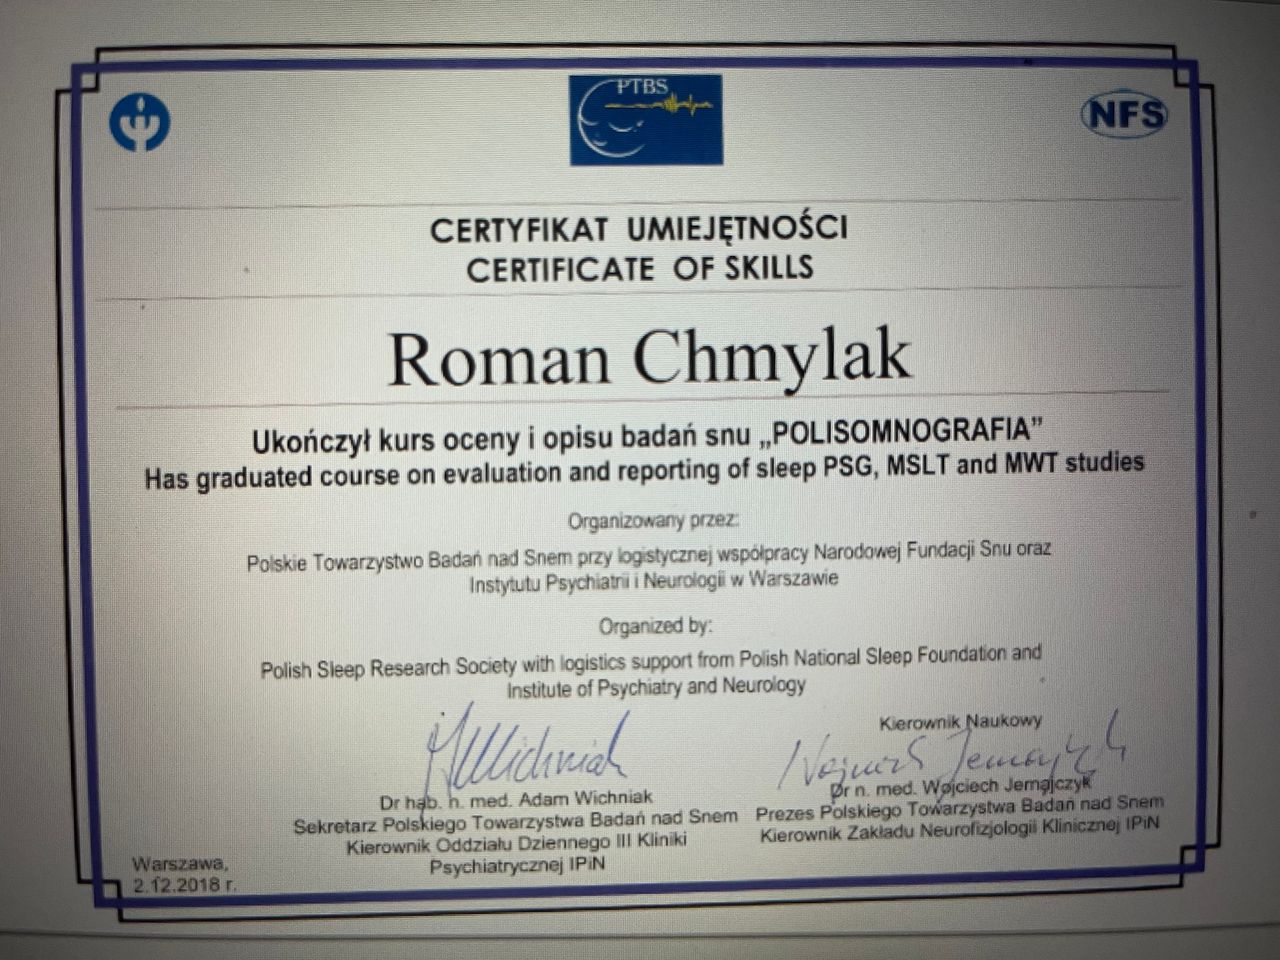 PTBS
NFS
CERTYFIKAT UMIEJĘTNOŚCI
CERTIFICATE OF SKILLS
Roman Chmylak
Ukończył kurs oceny i opisu badań snu „POLISOMNOGRAFIA”
Has graduated course on evaluation and reporting of sleep PSG, MSLT and MWT studies
Organizowany przez:
Polskie Towarzystwo Badań nad Snem przy logistycznej współpracy Narodowej Fundacji Snu oraz
Instytutu Psychiatrii i Neurologii w Warszawie
Organized by:
Polish Sleep Research Society with logistics support from Polish National Sleep Foundation and
Institute of Psychiatry and Neurology
Wichniak
Dr hab. n. med. Adam Wichniak
Sekretarz Polskiego Towarzystwa Badań nad Snem
Kierownik Oddziału Dziennego III Kliniki
Psychiatrycznej IPiN
Kierownik Naukowy
Wojciech Jernajczyk
Dr n. med. Wojciech Jernajczyk
Prezes Polskiego Towarzystwa Badań nad Snem
Kierownik Zakładu Neurofizjologii Klinicznej IPiN
Warszawa,
2.12.2018 r.